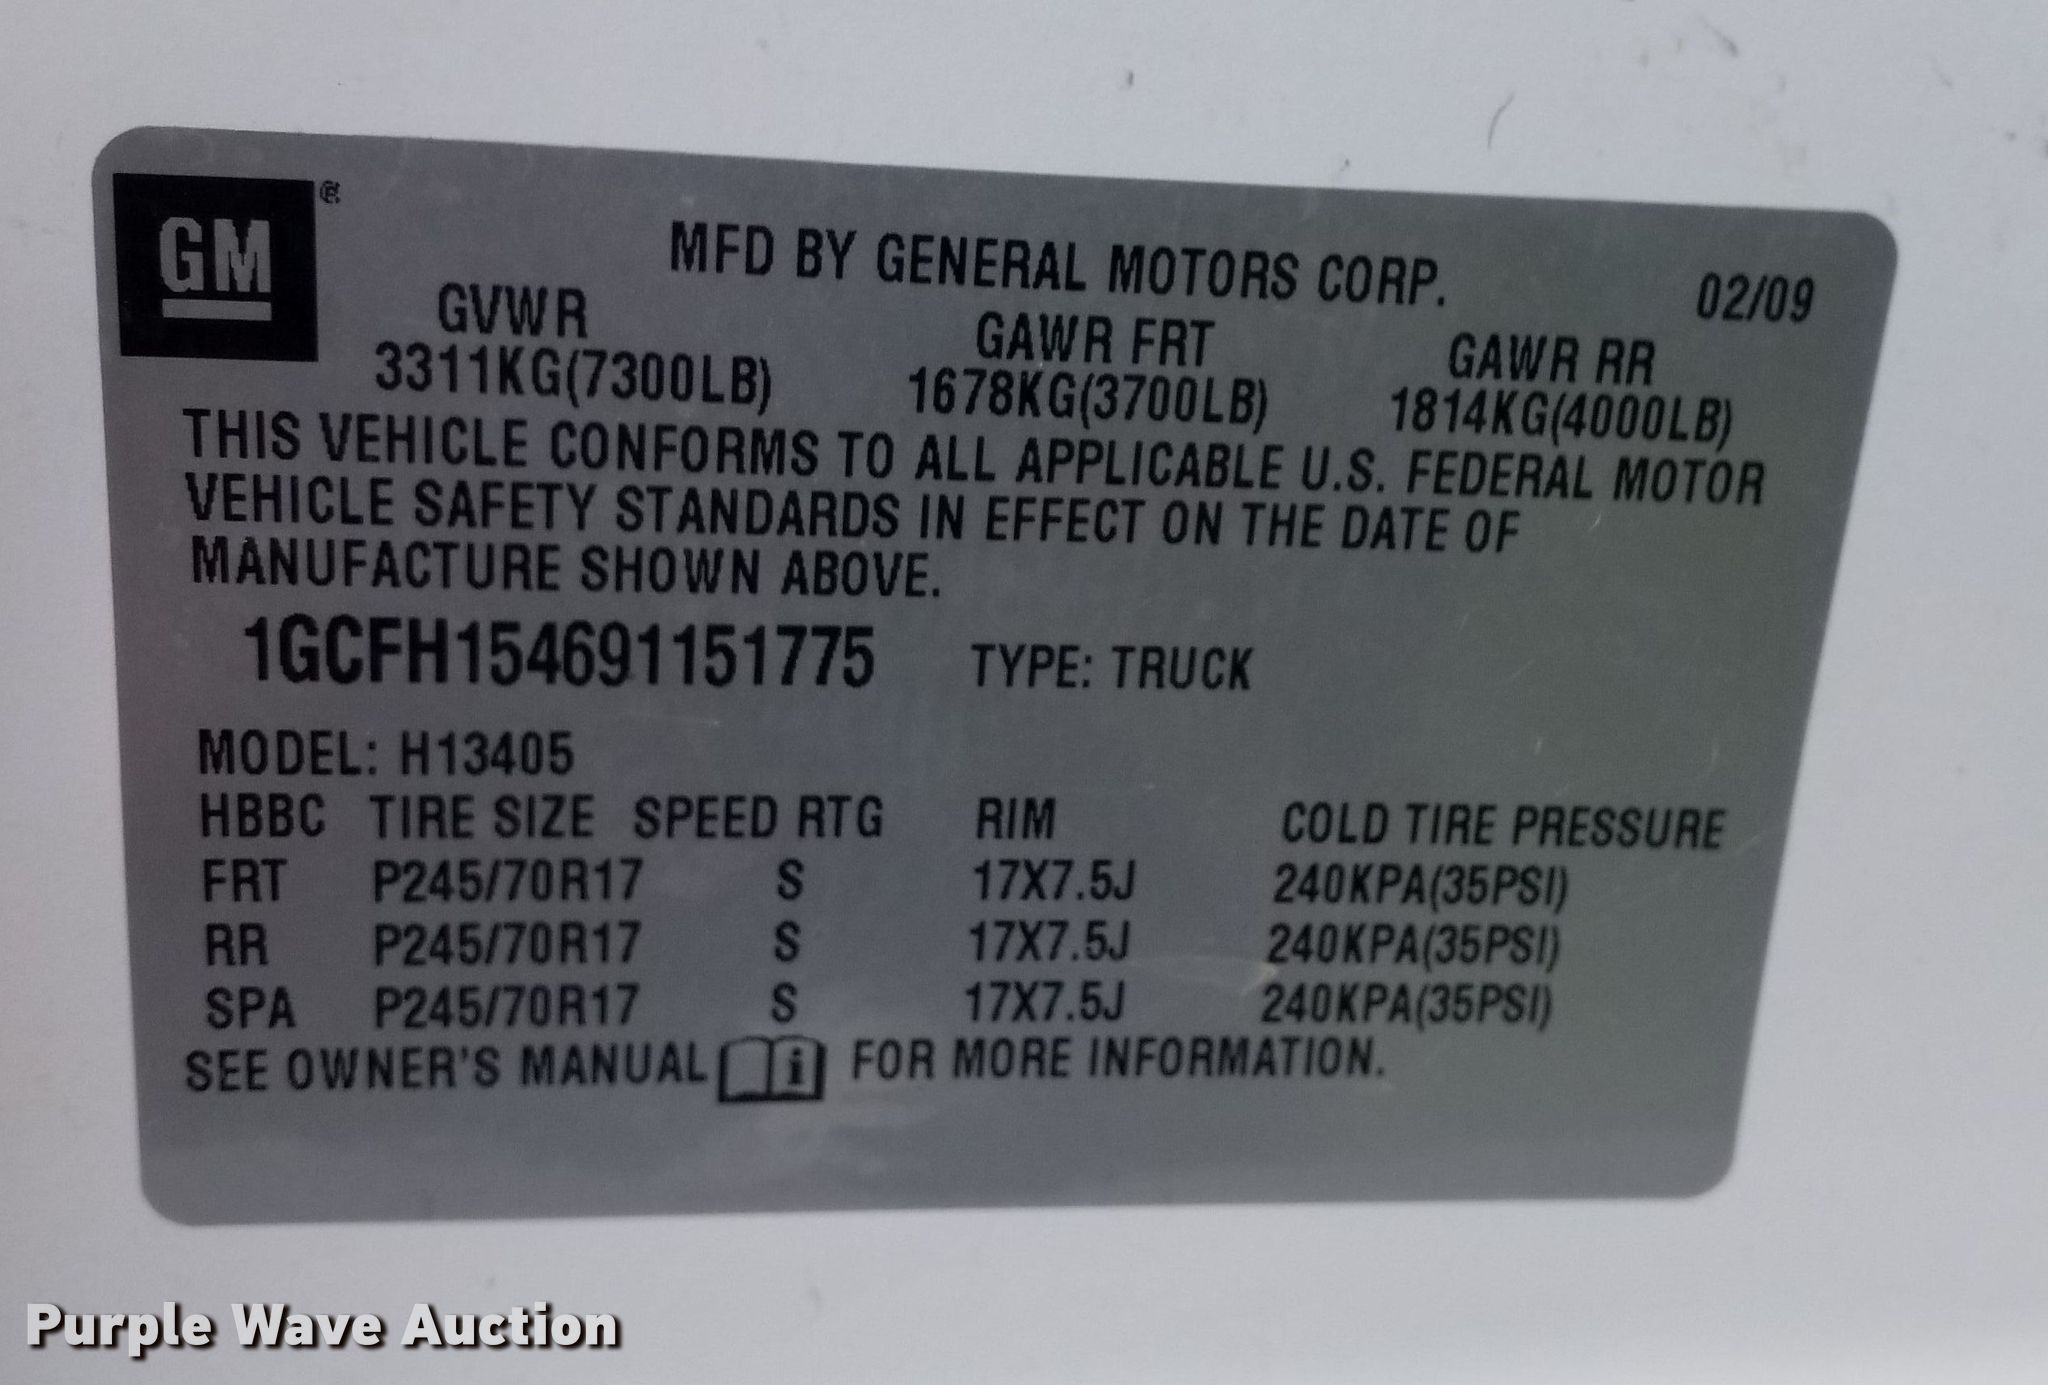 GM®
MFD BY GENERAL MOTORS CORP.
02/09
GVWR GAWR FRT GAWR RR
3311KG(7300LB) 1678KG(3700LB) 1814KG(4000LB)
THIS VEHICLE CONFORMS TO ALL APPLICABLE U.S. FEDERAL MOTOR
VEHICLE SAFETY STANDARDS IN EFFECT ON THE DATE OF
MANUFACTURE SHOWN ABOVE.
1GCFH154691151775 TYPE: TRUCK
MODEL: H13405
HBBC TIRE SIZE SPEED RTG RIM COLD TIRE PRESSURE
FRT P245/70R17 S 17X7.5J 240KPA(35PSI)
RR P245/70R17 S 17X7.5J 240KPA(35PSI)
SPA P245/70R17 S 17X7.5J 240KPA(35PSI)
SEE OWNER'S MANUAL i FOR MORE INFORMATION.
Purple Wave Auction